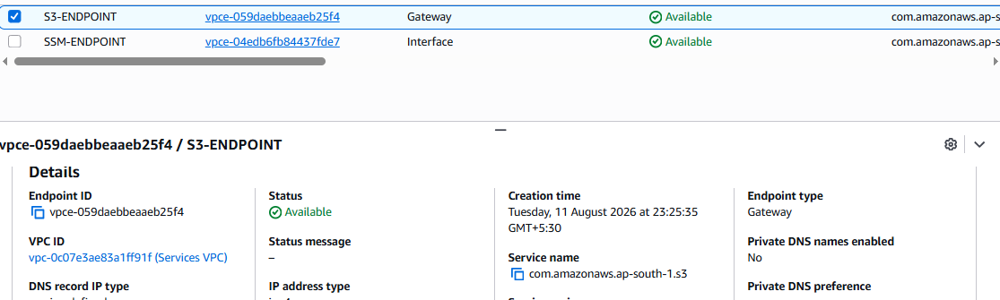 S3-ENDPOINT vpce-059daebbeaaeb25f4 Gateway Available com.amazonaws.ap-s
SSM-ENDPOINT vpce-04edb6fb84437fde7 Interface Available com.amazonaws.ap-s
vpce-059daebbeaaeb25f4 / S3-ENDPOINT
Details
Endpoint ID
vpce-059daebbeaaeb25f4
Status
Available
Creation time
Tuesday, 11 August 2026 at 23:25:35
GMT+5:30
Endpoint type
Gateway
VPC ID
vpc-0c07e3ae83a1ff91f (Services VPC)
Status message
–
Service name
com.amazonaws.ap-south-1.s3
Private DNS names enabled
No
DNS record IP type
IP address type
Private DNS preference